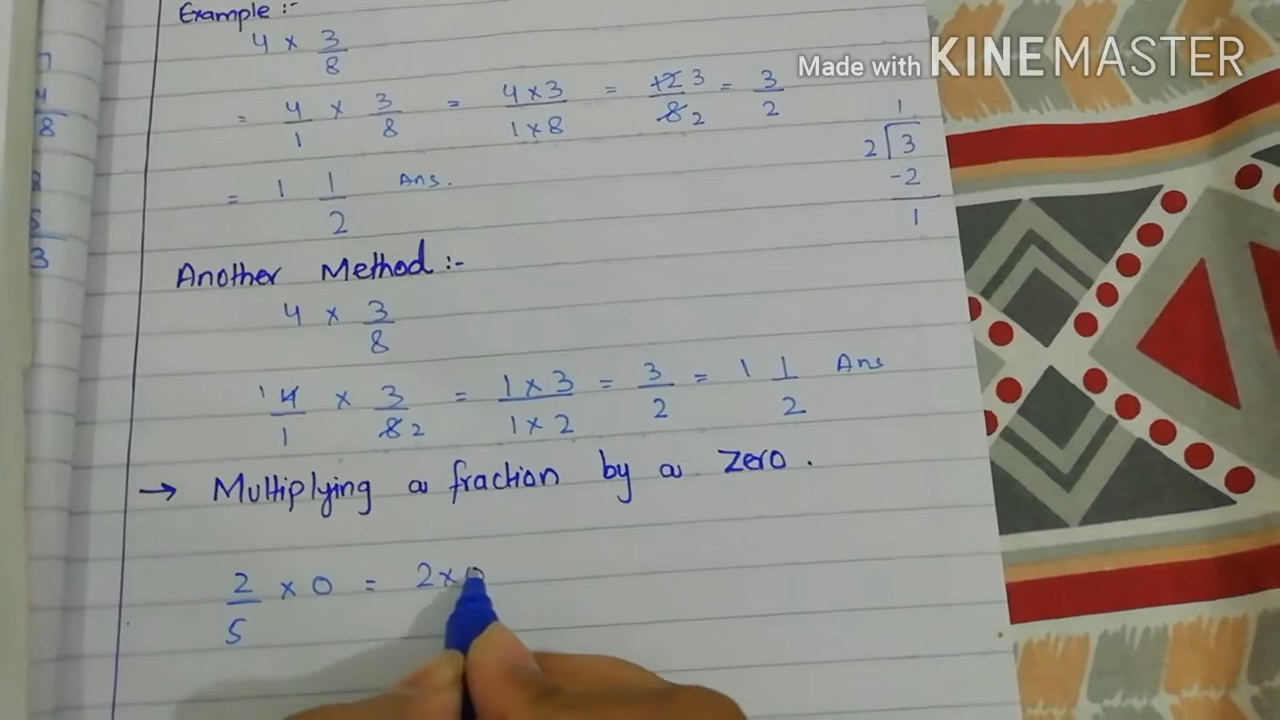 Example :-
4 × 3/8
Made with KINEMASTER
= 4/1 × 3/8 = 4×3/1×8 = 12 3/8 2 = 3/2
1
2 3
-2
1
= 1 1/2 Ans.
Another Method :-
4 × 3/8
1 4/1 × 3/8 2 = 1×3/1×2 = 3/2 = 1 1/2 Ans
→ Multiplying a fraction by a zero.
2/5 × 0 = 2×